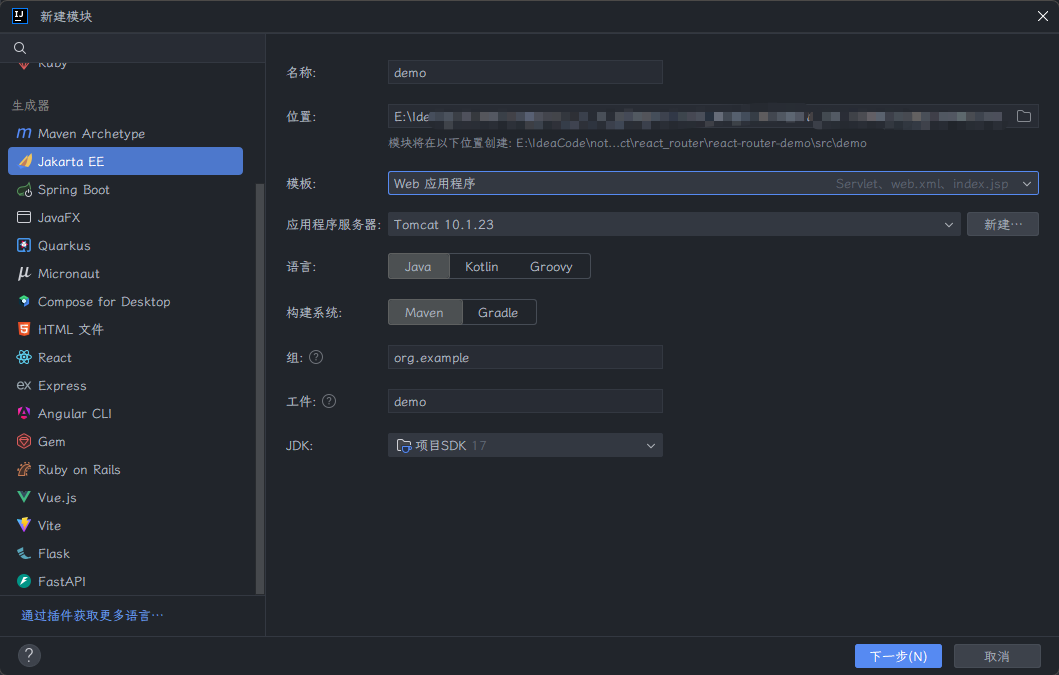 新建模块
Ruby
生成器
Maven Archetype
Jakarta EE
Spring Boot
JavaFX
Quarkus
Micronaut
Compose for Desktop
HTML 文件
React
Express
Angular CLI
Gem
Ruby on Rails
Vue.js
Vite
Flask
FastAPI
通过插件获取更多语言…
名称: demo
位置: E:\Ide
模块将在以下位置创建: E:\IdeaCode\not...ct\react_router\react-router-demo\src\demo
模板: Web 应用程序 Servlet、web.xml、index.jsp
应用程序服务器: Tomcat 10.1.23 新建…
语言: Java Kotlin Groovy
构建系统: Maven Gradle
组: ? org.example
工件: ? demo
JDK: 项目SDK 17
? 下一步(N) 取消